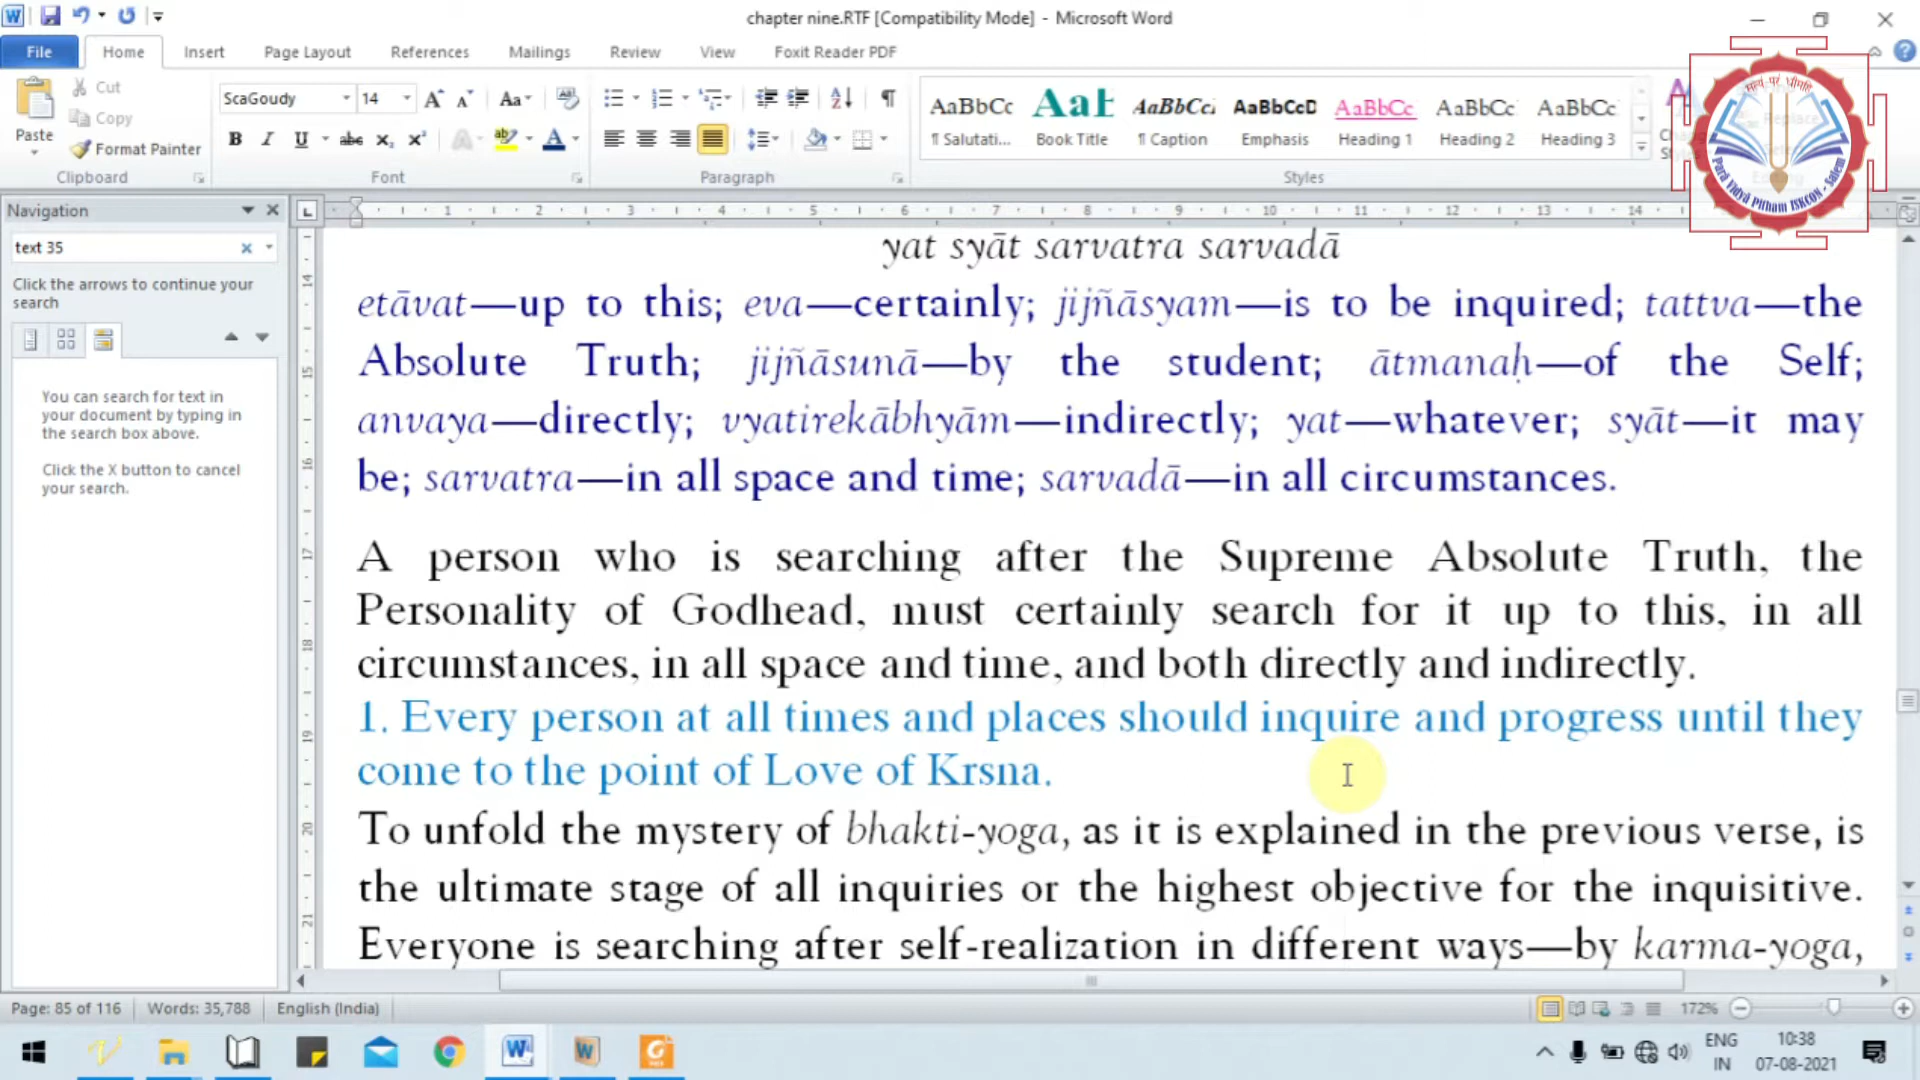 chapter nine.RTF [Compatibility Mode] - Microsoft Word
File Home Insert Page Layout References Mailings Review View Foxit Reader PDF
Cut
Copy
Paste
Format Painter
ScaGoudy 14
AaBbCc AaB AaBbCc AaBbCcD AaBbCc AaBbCc AaBbCc
¶ Salutati... Book Title ¶ Caption Emphasis Heading 1 Heading 2 Heading 3
Clipboard Font Paragraph Styles
Para Vidya Pitham ISKCON - Salem
Navigation
text 35
Click the arrows to continue your
search
You can search for text in
your document by typing in
the search box above.
Click the X button to cancel
your search.
yat syāt sarvatra sarvadā
etāvat—up to this; eva—certainly; jijñāsyam—is to be inquired; tattva—the
Absolute Truth; jijñāsunā—by the student; ātmanaḥ—of the Self;
anvaya—directly; vyatirekābhyām—indirectly; yat—whatever; syāt—it may
be; sarvatra—in all space and time; sarvadā—in all circumstances.
A person who is searching after the Supreme Absolute Truth, the
Personality of Godhead, must certainly search for it up to this, in all
circumstances, in all space and time, and both directly and indirectly.
1. Every person at all times and places should inquire and progress until they
come to the point of Love of Krsna.
To unfold the mystery of bhakti-yoga, as it is explained in the previous verse, is
the ultimate stage of all inquiries or the highest objective for the inquisitive.
Everyone is searching after self-realization in different ways—by karma-yoga,
Page: 85 of 116 Words: 35,788 English (India) 172%
ENG
IN
10:38
07-08-2021